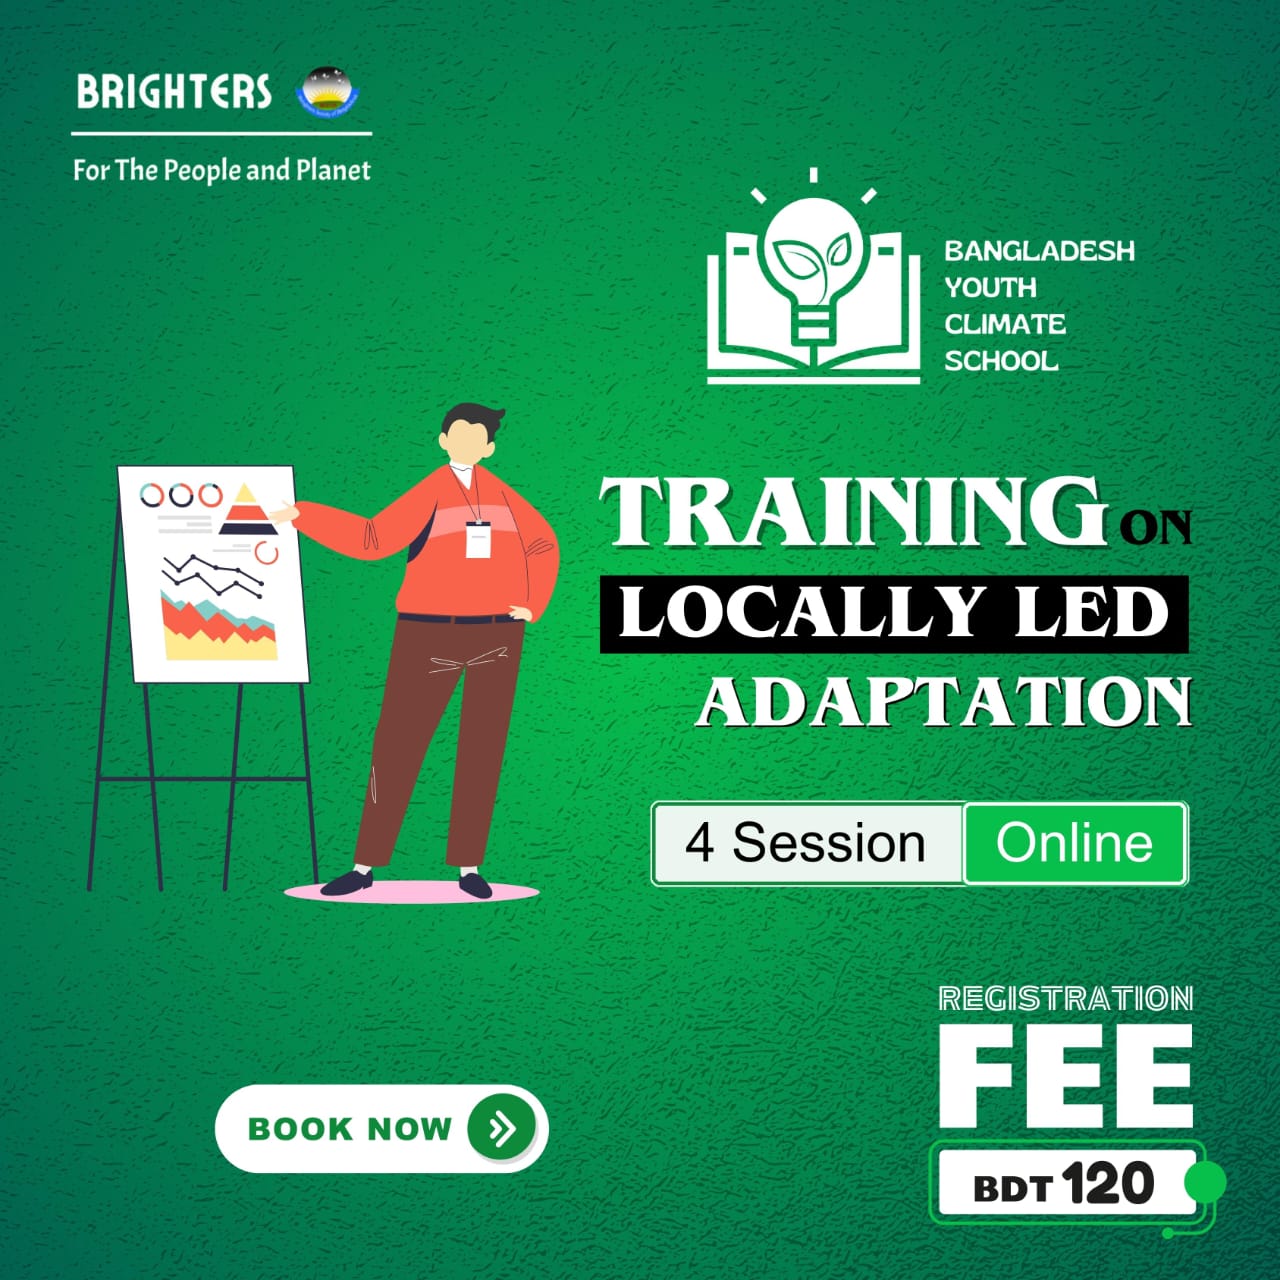 BRIGHTERS
For The People and Planet
BANGLADESH
YOUTH
CLIMATE
SCHOOL
TRAINING ON
LOCALLY LED
ADAPTATION
4 Session Online
REGISTRATION
FEE
BDT 120
BOOK NOW